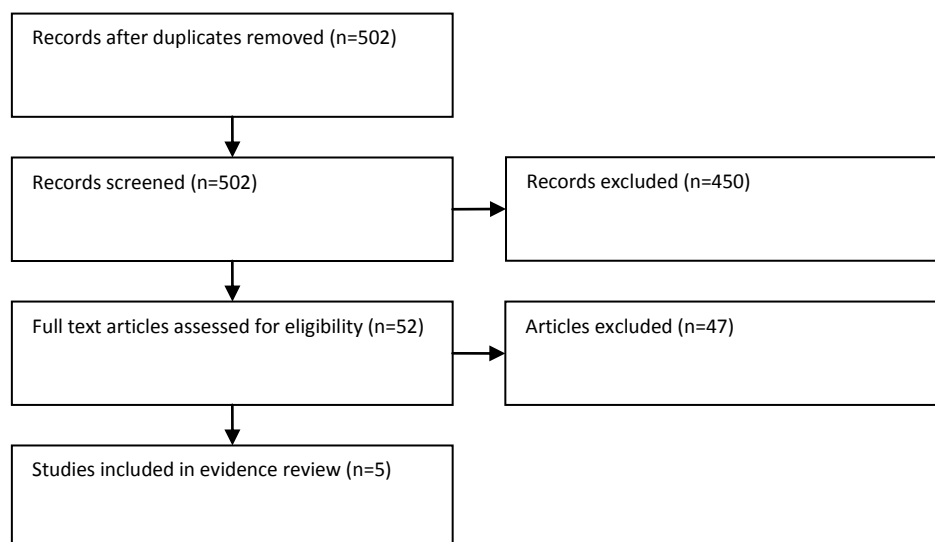 Records after duplicates removed (n=502)
Records screened (n=502)
Records excluded (n=450)
Full text articles assessed for eligibility (n=52)
Articles excluded (n=47)
Studies included in evidence review (n=5)